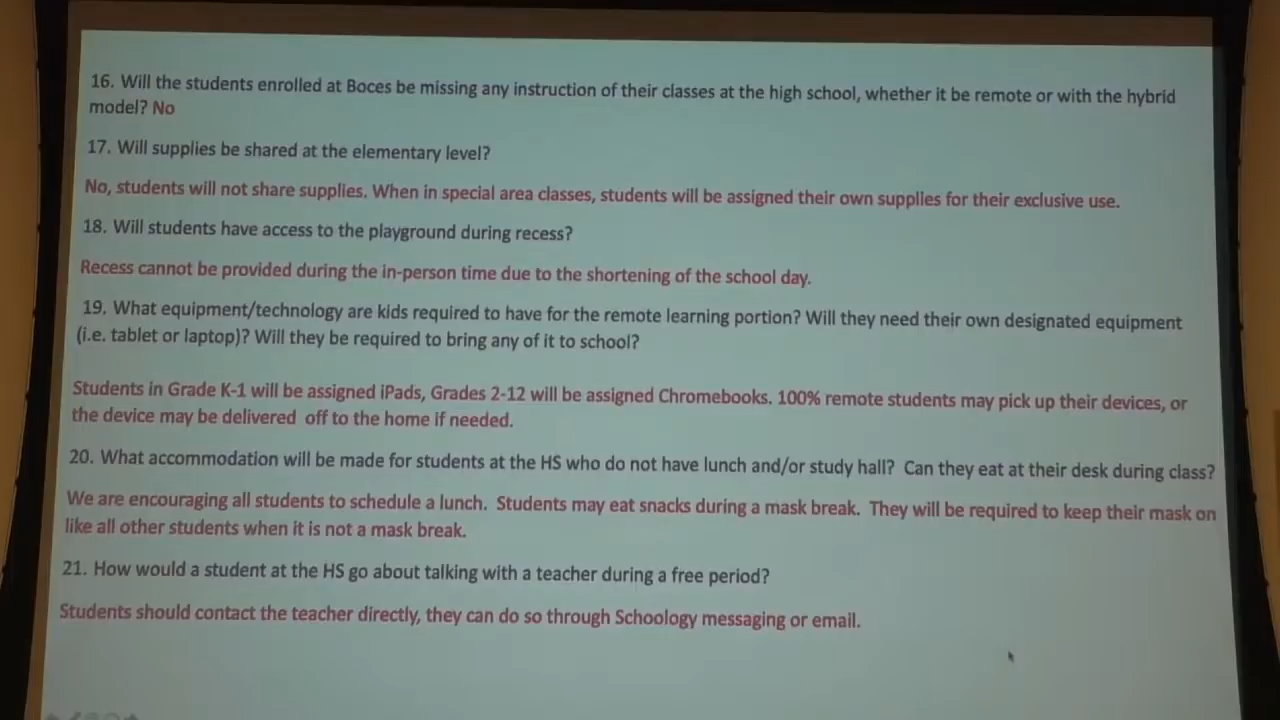 16. Will the students enrolled at Boces be missing any instruction of their classes at the high school, whether it be remote or with the hybrid
model? No
17. Will supplies be shared at the elementary level?
No, students will not share supplies. When in special area classes, students will be assigned their own supplies for their exclusive use.
18. Will students have access to the playground during recess?
Recess cannot be provided during the in-person time due to the shortening of the school day.
19. What equipment/technology are kids required to have for the remote learning portion? Will they need their own designated equipment
(i.e. tablet or laptop)? Will they be required to bring any of it to school?
Students in Grade K-1 will be assigned iPads, Grades 2-12 will be assigned Chromebooks. 100% remote students may pick up their devices, or
the device may be delivered off to the home if needed.
20. What accommodation will be made for students at the HS who do not have lunch and/or study hall? Can they eat at their desk during class?
We are encouraging all students to schedule a lunch. Students may eat snacks during a mask break. They will be required to keep their mask on
like all other students when it is not a mask break.
21. How would a student at the HS go about talking with a teacher during a free period?
Students should contact the teacher directly, they can do so through Schoology messaging or email.